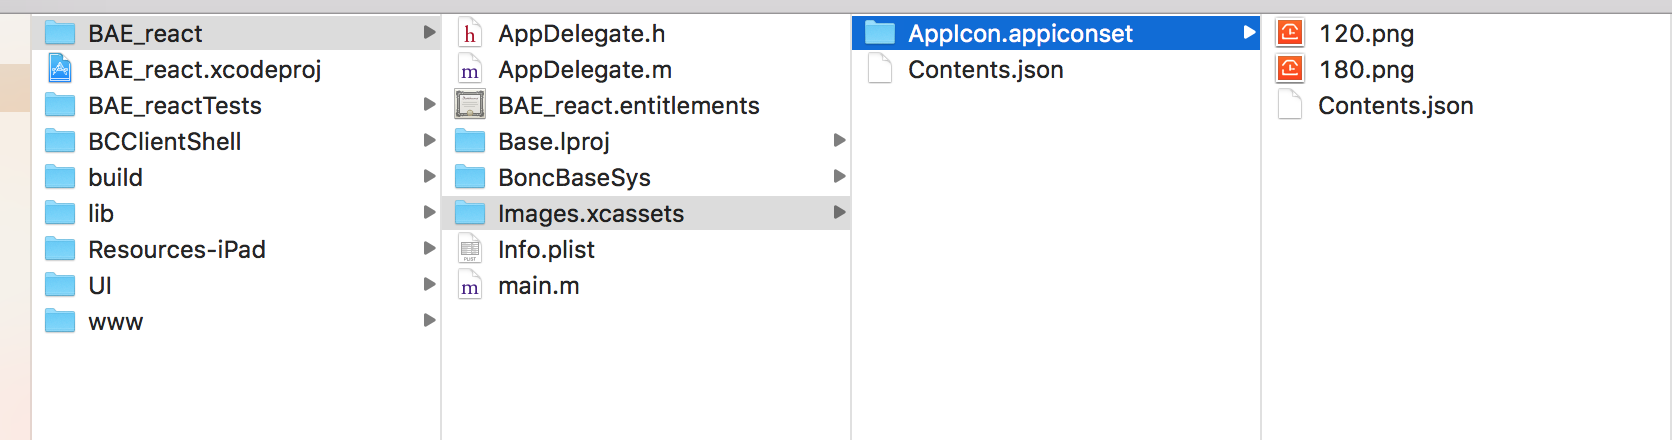 BAE_react
BAE_react.xcodeproj
BAE_reactTests
BCClientShell
build
lib
Resources-iPad
UI
www
h AppDelegate.h
m AppDelegate.m
BAE_react.entitlements
Base.lproj
BoncBaseSys
Images.xcassets
PLIST Info.plist
m main.m
AppIcon.appiconset
Contents.json
120.png
180.png
Contents.json